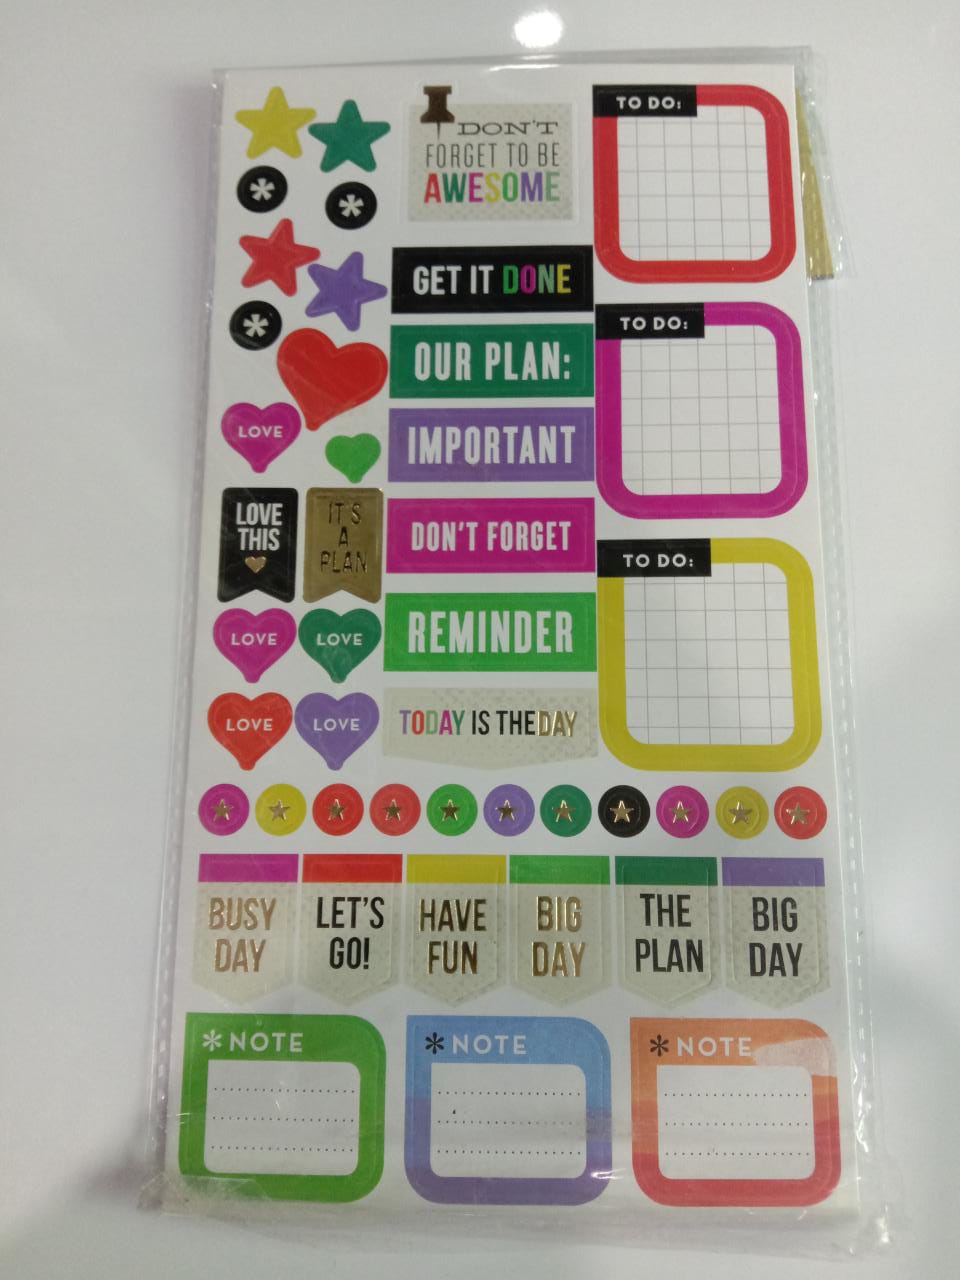 DON'T
FORGET TO BE
AWESOME
TO DO:
*
*
GET IT DONE
*
TO DO:
OUR PLAN:
LOVE
IMPORTANT
LOVE
THIS
IT'S
A
PLAN
DON'T FORGET
TO DO:
LOVE
LOVE
REMINDER
LOVE
LOVE
TODAY IS THE DAY
BUSY
DAY
LET'S
GO!
HAVE
FUN
BIG
DAY
THE
PLAN
BIG
DAY
*NOTE
*NOTE
*NOTE